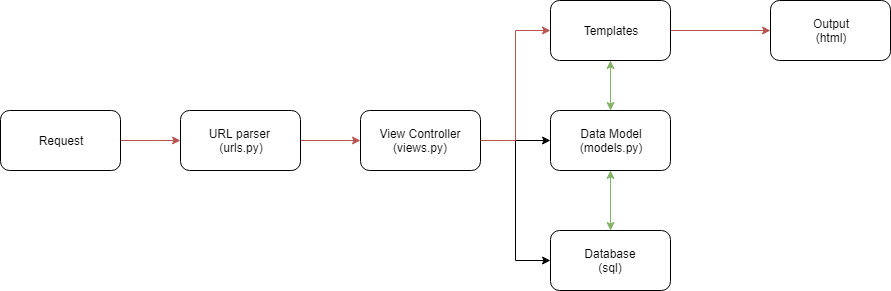 Request
URL parser
(urls.py)
View Controller
(views.py)
Templates
Data Model
(models.py)
Database
(sql)
Output
(html)